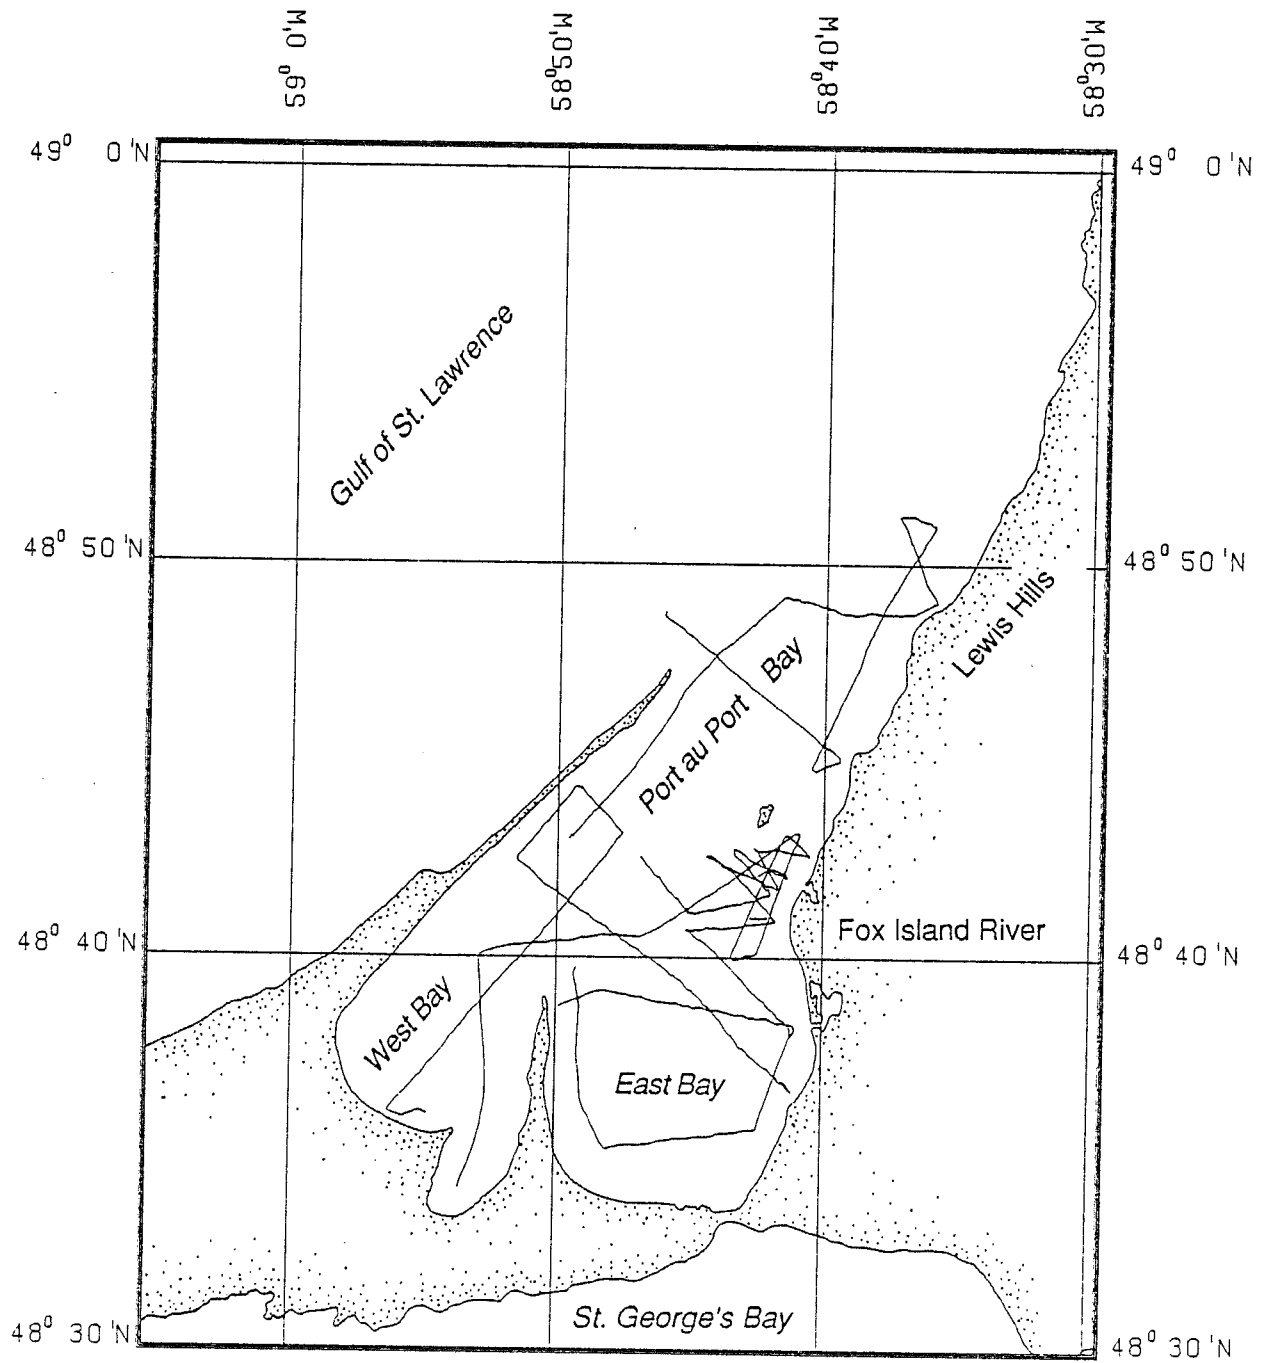 59° 0'M
58°50'M
58°40'M
58°30'M
49° 0'N
49° 0'N
Gulf of St. Lawrence
48° 50'N
48° 50'N
Lewis Hills
Port au Port Bay
Fox Island River
48° 40'N
48° 40'N
West Bay
East Bay
St. George's Bay
48° 30'N
48° 30'N